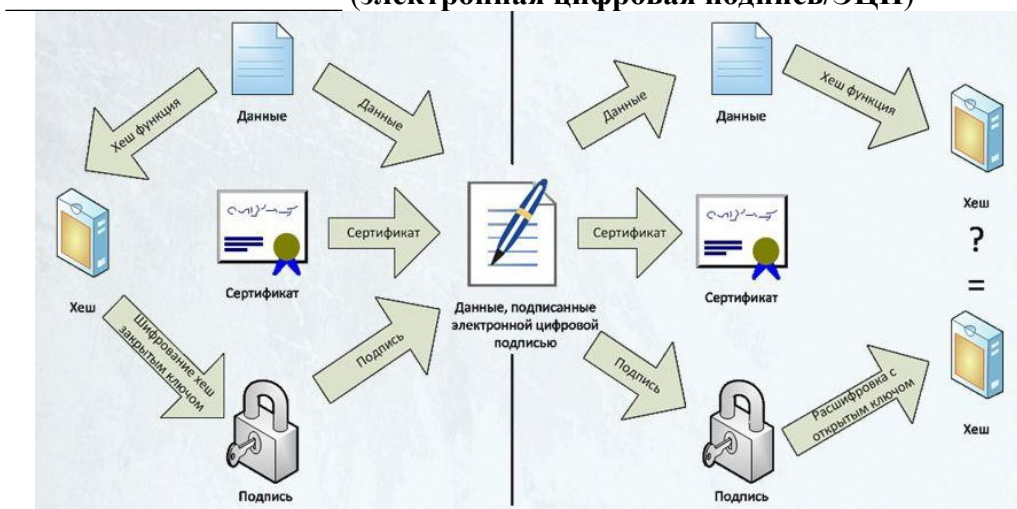 (электронная цифровая подпись/ЭЦП)
Данные
Хеш функция
Данные
Хеш
Сертификат
Сертификат
Шифрование хеш
закрытым ключом
Подпись
Подпись
Данные, подписанные
электронной цифровой
подписью
Данные
Данные
Хеш функция
Хеш
Сертификат
Сертификат
?
=
Подпись
Подпись
Расшифровка с
открытым ключом
Хеш